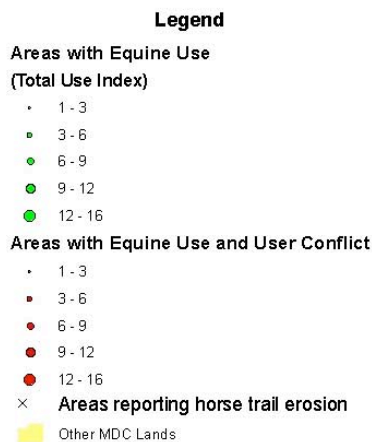 Legend
Areas with Equine Use
(Total Use Index)
1 - 3
3 - 6
6 - 9
9 - 12
12 - 16
Areas with Equine Use and User Conflict
1 - 3
3 - 6
6 - 9
9 - 12
12 - 16
Areas reporting horse trail erosion
Other MDC Lands